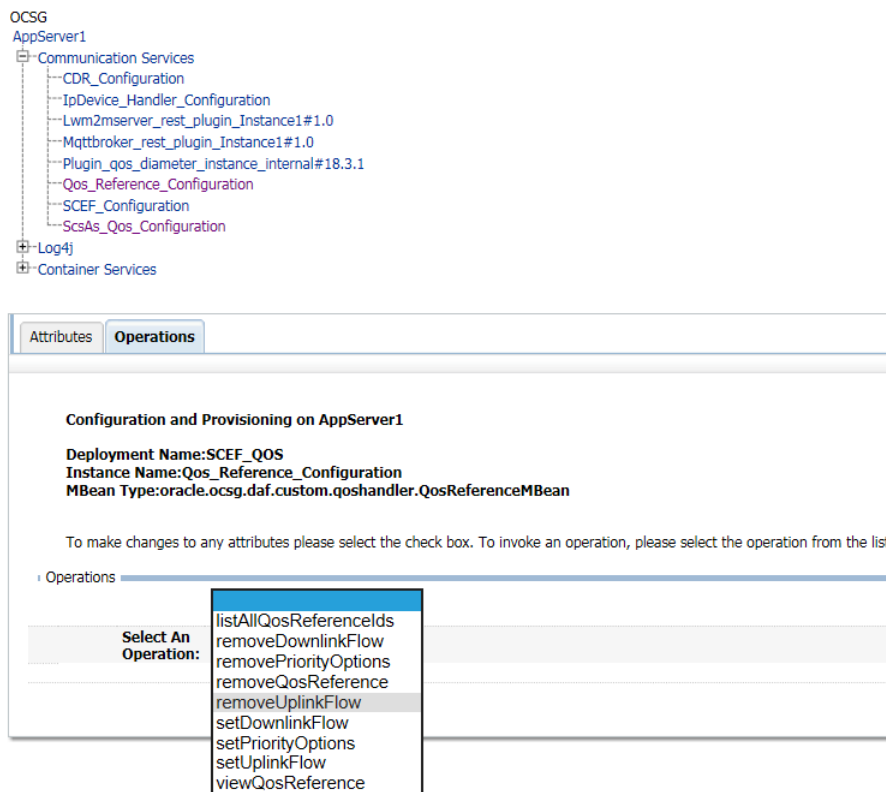 OCSG
AppServer1
Communication Services
CDR_Configuration
IpDevice_Handler_Configuration
Lwm2mserver_rest_plugin_Instance1#1.0
Mqttbroker_rest_plugin_Instance1#1.0
Plugin_qos_diameter_instance_internal#18.3.1
Qos_Reference_Configuration
SCEF_Configuration
ScsAs_Qos_Configuration
Log4j
Container Services
Attributes Operations
Configuration and Provisioning on AppServer1
Deployment Name:SCEF_QOS
Instance Name:Qos_Reference_Configuration
MBean Type:oracle.ocsg.daf.custom.qoshandler.QosReferenceMBean
To make changes to any attributes please select the check box. To invoke an operation, please select the operation from the list
Operations
Select An
Operation:
listAllQosReferenceIds
removeDownlinkFlow
removePriorityOptions
removeQosReference
removeUplinkFlow
setDownlinkFlow
setPriorityOptions
setUplinkFlow
viewQosReference